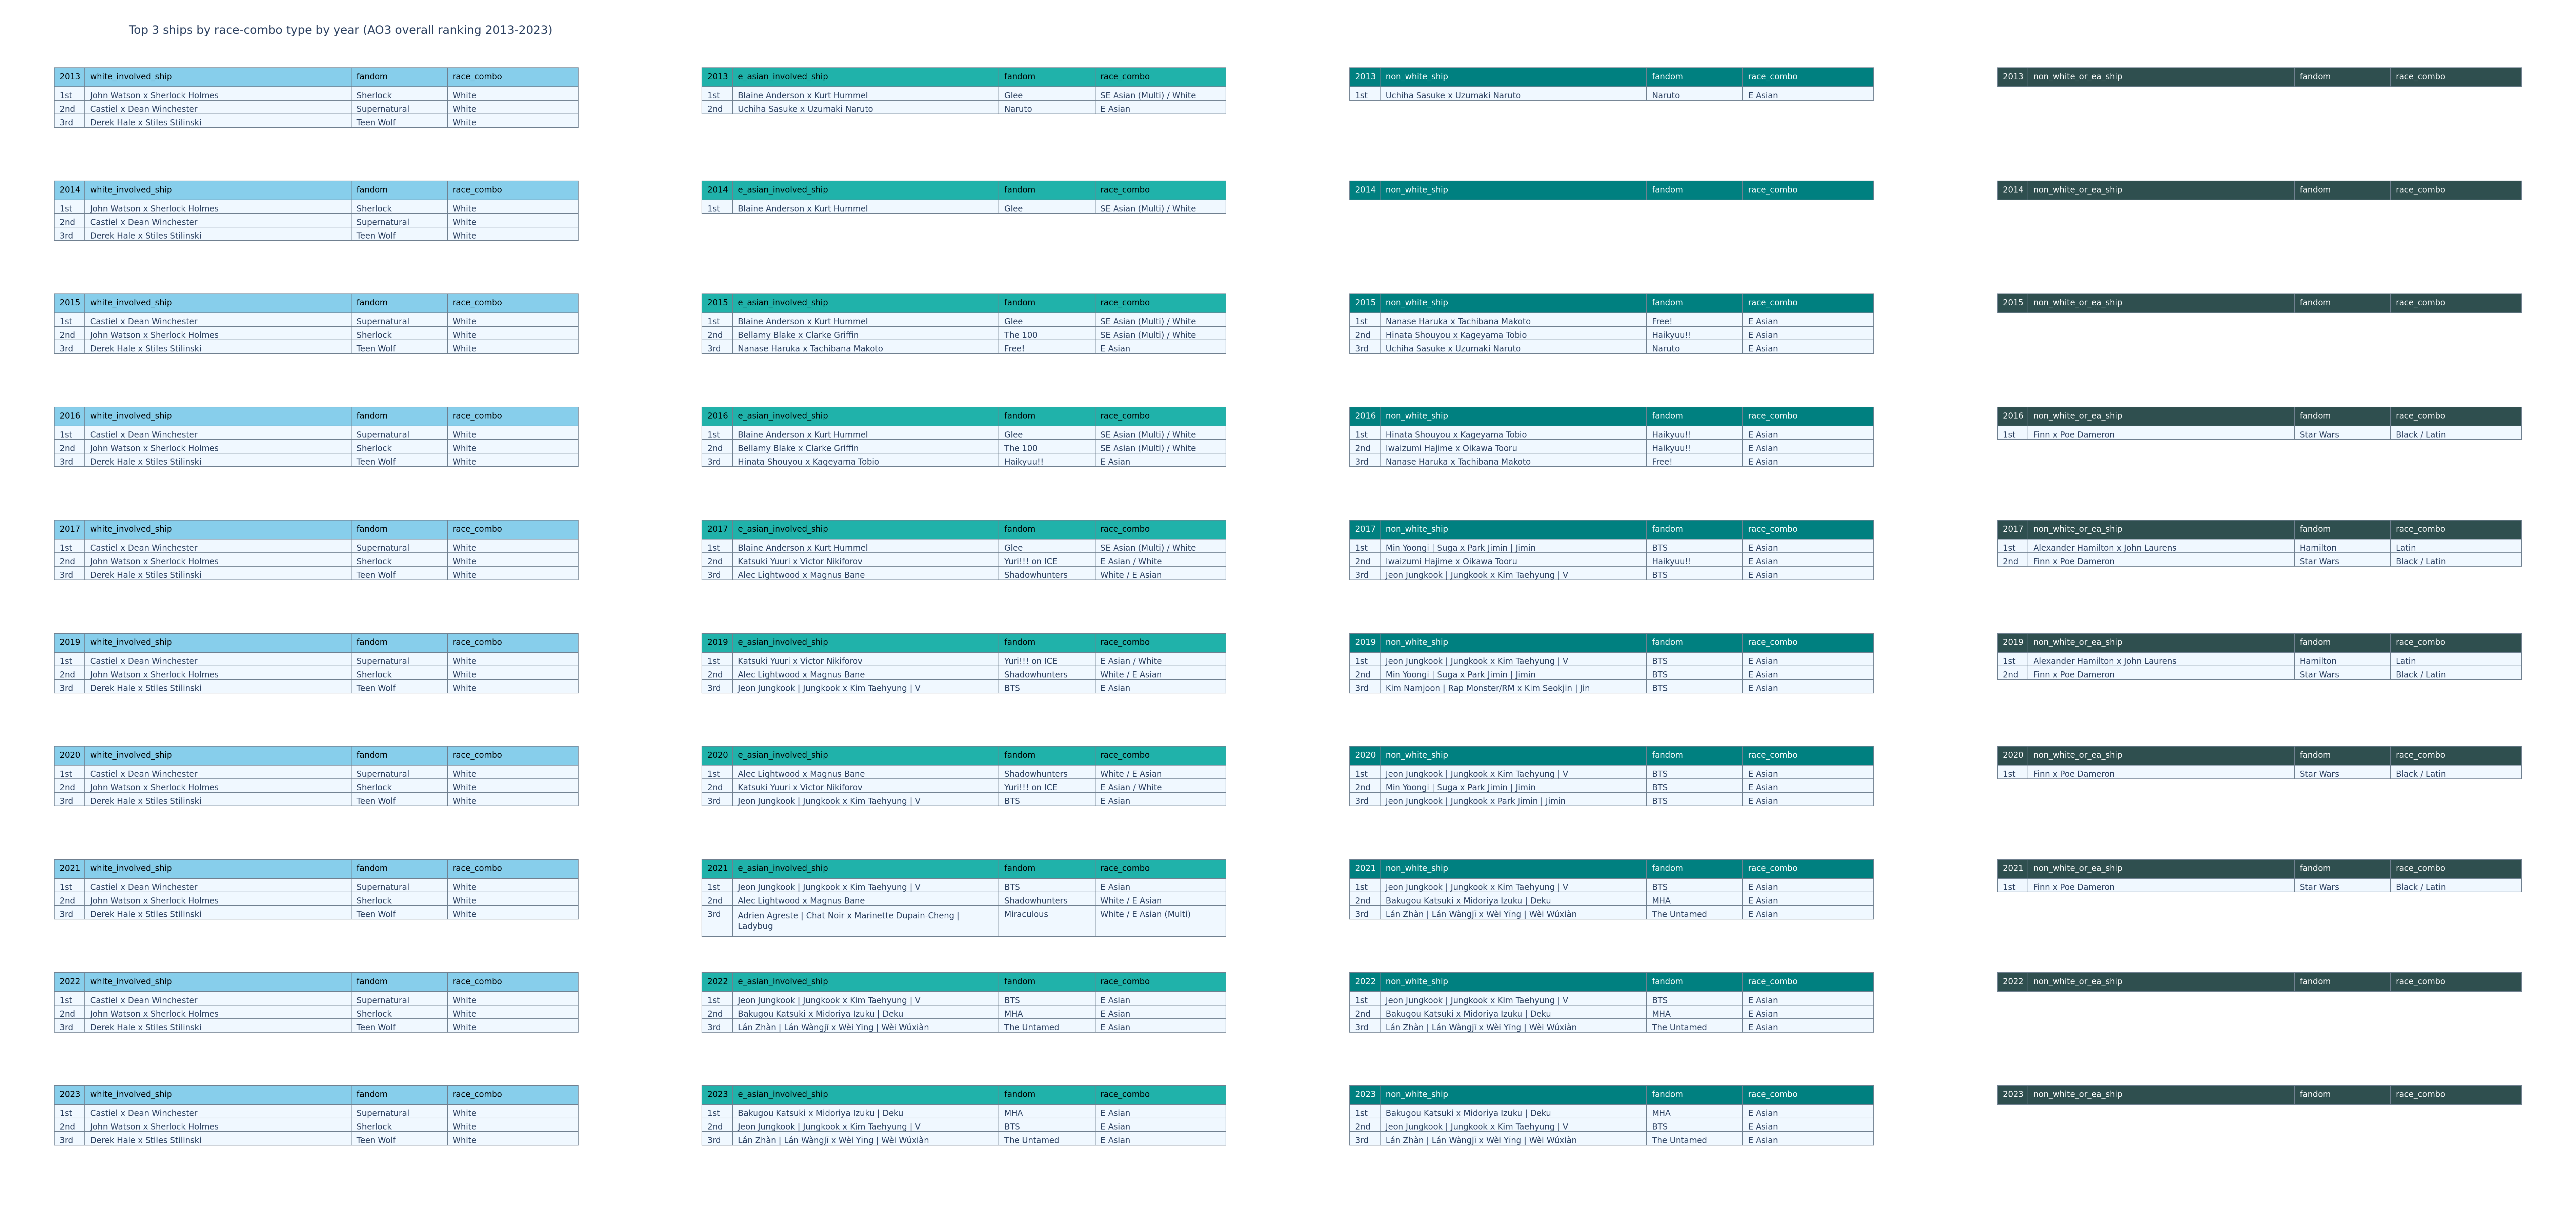 Top 3 ships by race-combo type by year (AO3 overall ranking 2013-2023)
2013 white_involved_ship fandom race_combo
1st John Watson x Sherlock Holmes Sherlock White
2nd Castiel x Dean Winchester Supernatural White
3rd Derek Hale x Stiles Stilinski Teen Wolf White
2013 e_asian_involved_ship fandom race_combo
1st Blaine Anderson x Kurt Hummel Glee SE Asian (Multi) / White
2nd Uchiha Sasuke x Uzumaki Naruto Naruto E Asian
2013 non_white_ship fandom race_combo
1st Uchiha Sasuke x Uzumaki Naruto Naruto E Asian
2013 non_white_or_ea_ship fandom race_combo
2014 white_involved_ship fandom race_combo
1st John Watson x Sherlock Holmes Sherlock White
2nd Castiel x Dean Winchester Supernatural White
3rd Derek Hale x Stiles Stilinski Teen Wolf White
2014 e_asian_involved_ship fandom race_combo
1st Blaine Anderson x Kurt Hummel Glee SE Asian (Multi) / White
2014 non_white_ship fandom race_combo
2014 non_white_or_ea_ship fandom race_combo
2015 white_involved_ship fandom race_combo
1st Castiel x Dean Winchester Supernatural White
2nd John Watson x Sherlock Holmes Sherlock White
3rd Derek Hale x Stiles Stilinski Teen Wolf White
2015 e_asian_involved_ship fandom race_combo
1st Blaine Anderson x Kurt Hummel Glee SE Asian (Multi) / White
2nd Bellamy Blake x Clarke Griffin The 100 SE Asian (Multi) / White
3rd Nanase Haruka x Tachibana Makoto Free! E Asian
2015 non_white_ship fandom race_combo
1st Nanase Haruka x Tachibana Makoto Free! E Asian
2nd Hinata Shouyou x Kageyama Tobio Haikyuu!! E Asian
3rd Uchiha Sasuke x Uzumaki Naruto Naruto E Asian
2015 non_white_or_ea_ship fandom race_combo
2016 white_involved_ship fandom race_combo
1st Castiel x Dean Winchester Supernatural White
2nd John Watson x Sherlock Holmes Sherlock White
3rd Derek Hale x Stiles Stilinski Teen Wolf White
2016 e_asian_involved_ship fandom race_combo
1st Blaine Anderson x Kurt Hummel Glee SE Asian (Multi) / White
2nd Bellamy Blake x Clarke Griffin The 100 SE Asian (Multi) / White
3rd Hinata Shouyou x Kageyama Tobio Haikyuu!! E Asian
2016 non_white_ship fandom race_combo
1st Hinata Shouyou x Kageyama Tobio Haikyuu!! E Asian
2nd Iwaizumi Hajime x Oikawa Tooru Haikyuu!! E Asian
3rd Nanase Haruka x Tachibana Makoto Free! E Asian
2016 non_white_or_ea_ship fandom race_combo
1st Finn x Poe Dameron Star Wars Black / Latin
2017 white_involved_ship fandom race_combo
1st Castiel x Dean Winchester Supernatural White
2nd John Watson x Sherlock Holmes Sherlock White
3rd Derek Hale x Stiles Stilinski Teen Wolf White
2017 e_asian_involved_ship fandom race_combo
1st Blaine Anderson x Kurt Hummel Glee SE Asian (Multi) / White
2nd Katsuki Yuuri x Victor Nikiforov Yuri!!! on ICE E Asian / White
3rd Alec Lightwood x Magnus Bane Shadowhunters White / E Asian
2017 non_white_ship fandom race_combo
1st Min Yoongi | Suga x Park Jimin | Jimin BTS E Asian
2nd Iwaizumi Hajime x Oikawa Tooru Haikyuu!! E Asian
3rd Jeon Jungkook | Jungkook x Kim Taehyung | V BTS E Asian
2017 non_white_or_ea_ship fandom race_combo
1st Alexander Hamilton x John Laurens Hamilton Latin
2nd Finn x Poe Dameron Star Wars Black / Latin
2019 white_involved_ship fandom race_combo
1st Castiel x Dean Winchester Supernatural White
2nd John Watson x Sherlock Holmes Sherlock White
3rd Derek Hale x Stiles Stilinski Teen Wolf White
2019 e_asian_involved_ship fandom race_combo
1st Katsuki Yuuri x Victor Nikiforov Yuri!!! on ICE E Asian / White
2nd Alec Lightwood x Magnus Bane Shadowhunters White / E Asian
3rd Jeon Jungkook | Jungkook x Kim Taehyung | V BTS E Asian
2019 non_white_ship fandom race_combo
1st Jeon Jungkook | Jungkook x Kim Taehyung | V BTS E Asian
2nd Min Yoongi | Suga x Park Jimin | Jimin BTS E Asian
3rd Kim Namjoon | Rap Monster/RM x Kim Seokjin | Jin BTS E Asian
2019 non_white_or_ea_ship fandom race_combo
1st Alexander Hamilton x John Laurens Hamilton Latin
2nd Finn x Poe Dameron Star Wars Black / Latin
2020 white_involved_ship fandom race_combo
1st Castiel x Dean Winchester Supernatural White
2nd John Watson x Sherlock Holmes Sherlock White
3rd Derek Hale x Stiles Stilinski Teen Wolf White
2020 e_asian_involved_ship fandom race_combo
1st Alec Lightwood x Magnus Bane Shadowhunters White / E Asian
2nd Katsuki Yuuri x Victor Nikiforov Yuri!!! on ICE E Asian / White
3rd Jeon Jungkook | Jungkook x Kim Taehyung | V BTS E Asian
2020 non_white_ship fandom race_combo
1st Jeon Jungkook | Jungkook x Kim Taehyung | V BTS E Asian
2nd Min Yoongi | Suga x Park Jimin | Jimin BTS E Asian
3rd Jeon Jungkook | Jungkook x Park Jimin | Jimin BTS E Asian
2020 non_white_or_ea_ship fandom race_combo
1st Finn x Poe Dameron Star Wars Black / Latin
2021 white_involved_ship fandom race_combo
1st Castiel x Dean Winchester Supernatural White
2nd John Watson x Sherlock Holmes Sherlock White
3rd Derek Hale x Stiles Stilinski Teen Wolf White
2021 e_asian_involved_ship fandom race_combo
1st Jeon Jungkook | Jungkook x Kim Taehyung | V BTS E Asian
2nd Alec Lightwood x Magnus Bane Shadowhunters White / E Asian
3rd Adrien Agreste | Chat Noir x Marinette Dupain-Cheng | Miraculous White / E Asian (Multi)
Ladybug
2021 non_white_ship fandom race_combo
1st Jeon Jungkook | Jungkook x Kim Taehyung | V BTS E Asian
2nd Bakugou Katsuki x Midoriya Izuku | Deku MHA E Asian
3rd Lán Zhàn | Lán Wàngjī x Wèi Yīng | Wèi Wúxiàn The Untamed E Asian
2021 non_white_or_ea_ship fandom race_combo
1st Finn x Poe Dameron Star Wars Black / Latin
2022 white_involved_ship fandom race_combo
1st Castiel x Dean Winchester Supernatural White
2nd John Watson x Sherlock Holmes Sherlock White
3rd Derek Hale x Stiles Stilinski Teen Wolf White
2022 e_asian_involved_ship fandom race_combo
1st Jeon Jungkook | Jungkook x Kim Taehyung | V BTS E Asian
2nd Bakugou Katsuki x Midoriya Izuku | Deku MHA E Asian
3rd Lán Zhàn | Lán Wàngjī x Wèi Yīng | Wèi Wúxiàn The Untamed E Asian
2022 non_white_ship fandom race_combo
1st Jeon Jungkook | Jungkook x Kim Taehyung | V BTS E Asian
2nd Bakugou Katsuki x Midoriya Izuku | Deku MHA E Asian
3rd Lán Zhàn | Lán Wàngjī x Wèi Yīng | Wèi Wúxiàn The Untamed E Asian
2022 non_white_or_ea_ship fandom race_combo
2023 white_involved_ship fandom race_combo
1st Castiel x Dean Winchester Supernatural White
2nd John Watson x Sherlock Holmes Sherlock White
3rd Derek Hale x Stiles Stilinski Teen Wolf White
2023 e_asian_involved_ship fandom race_combo
1st Bakugou Katsuki x Midoriya Izuku | Deku MHA E Asian
2nd Jeon Jungkook | Jungkook x Kim Taehyung | V BTS E Asian
3rd Lán Zhàn | Lán Wàngjī x Wèi Yīng | Wèi Wúxiàn The Untamed E Asian
2023 non_white_ship fandom race_combo
1st Bakugou Katsuki x Midoriya Izuku | Deku MHA E Asian
2nd Jeon Jungkook | Jungkook x Kim Taehyung | V BTS E Asian
3rd Lán Zhàn | Lán Wàngjī x Wèi Yīng | Wèi Wúxiàn The Untamed E Asian
2023 non_white_or_ea_ship fandom race_combo